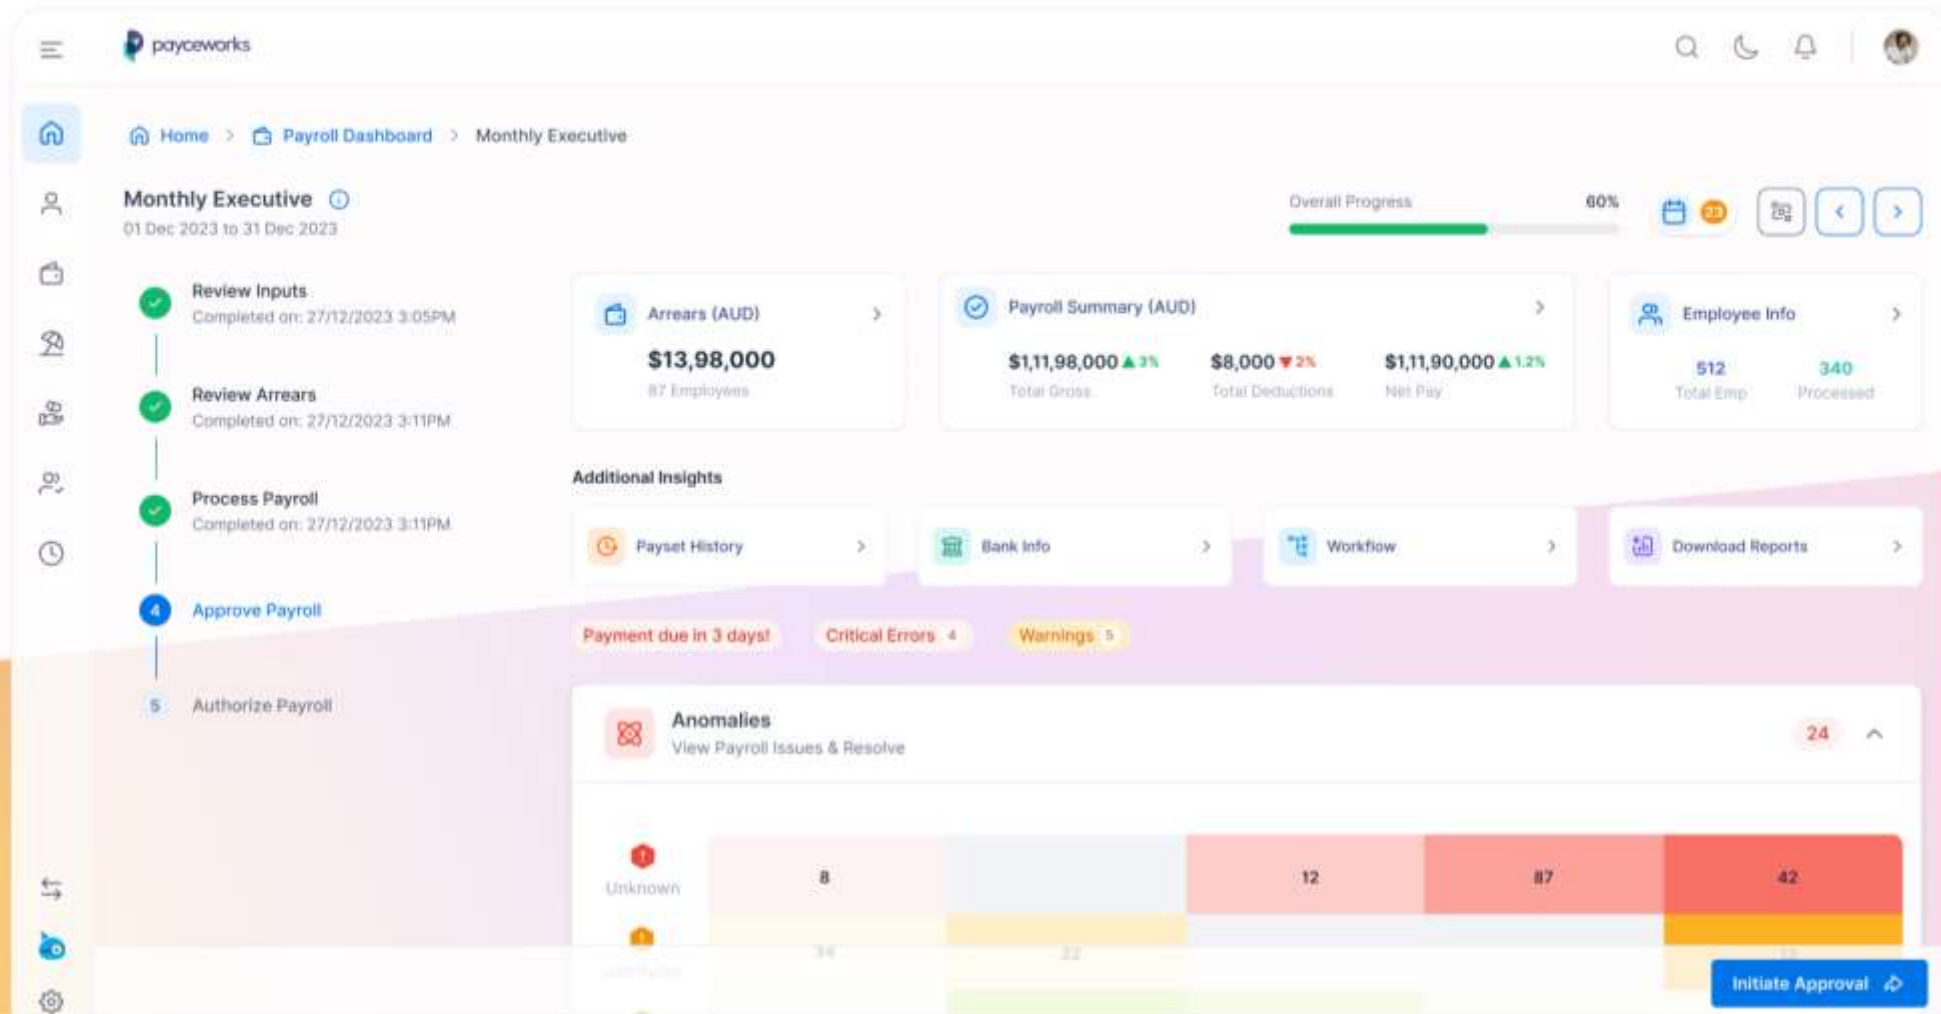 payceworks
Home > Payroll Dashboard > Monthly Executive
Monthly Executive
01 Dec 2023 to 31 Dec 2023
Overall Progress 60%
Review Inputs
Completed on: 27/12/2023 3:05PM
Review Arrears
Completed on: 27/12/2023 3:11PM
Process Payroll
Completed on: 27/12/2023 3:11PM
4 Approve Payroll
5 Authorize Payroll
Arrears (AUD)
$13,98,000
87 Employees
Payroll Summary (AUD)
$1,11,98,000 ▲ 3% $8,000 ▼ 2% $1,11,90,000 ▲ 1.2%
Total Gross Total Deductions Net Pay
Employee Info
512 340
Total Emp Processed
Additional Insights
Payset History
Bank Info
Workflow
Download Reports
Payment due in 3 days! Critical Errors 4 Warnings 5
Anomalies 24
View Payroll Issues & Resolve
Unknown 8 12 87 42
34 22
Initiate Approval